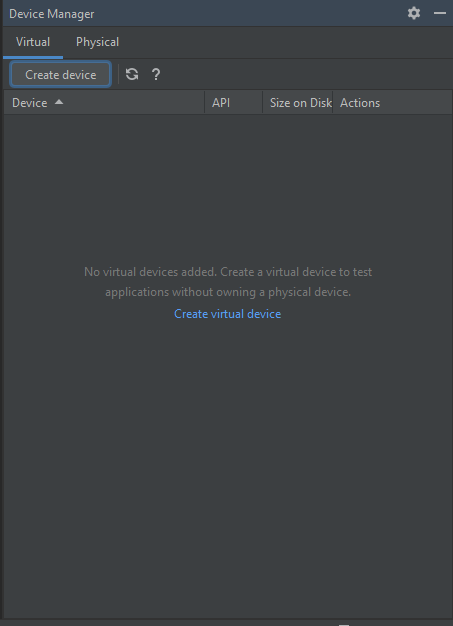 Device Manager
Virtual Physical
Create device ?
Device API Size on Disk Actions
No virtual devices added. Create a virtual device to test
applications without owning a physical device.
Create virtual device